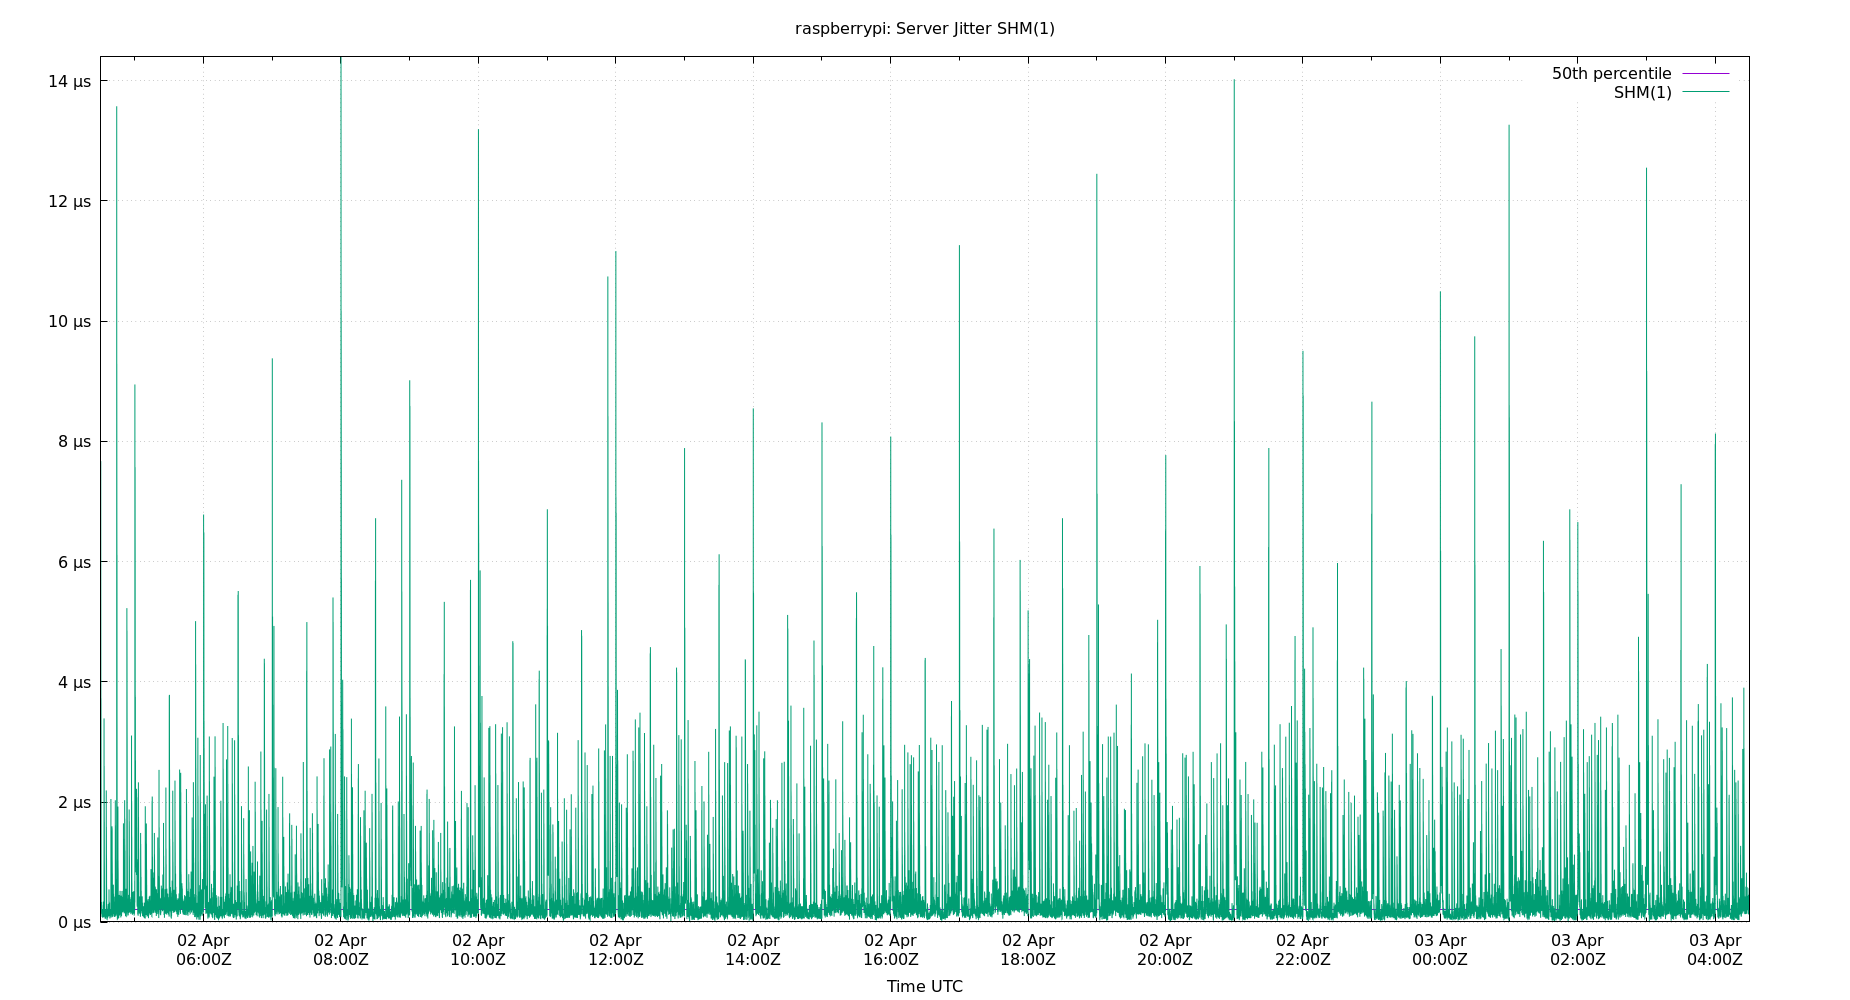 raspberrypi: Server Jitter SHM(1)
50th percentile
SHM(1)
14 µs
12 µs
10 µs
8 µs
6 µs
4 µs
2 µs
0 µs
02 Apr 02 Apr 02 Apr 02 Apr 02 Apr 02 Apr 02 Apr 02 Apr 02 Apr 03 Apr 03 Apr 03 Apr
06:00Z 08:00Z 10:00Z 12:00Z 14:00Z 16:00Z 18:00Z 20:00Z 22:00Z 00:00Z 02:00Z 04:00Z
Time UTC